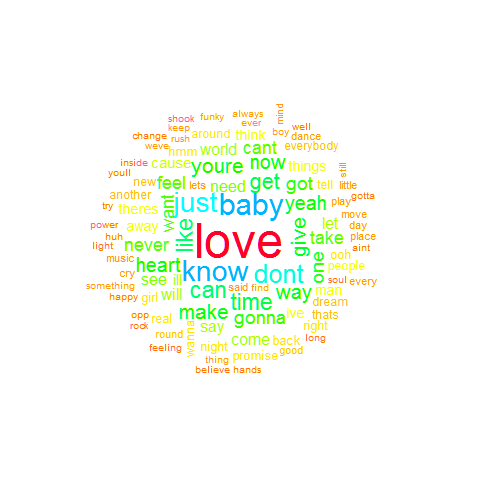 always
mind
shook
funky
ever
well
keep
boy
change
rush
around
think
dance
weve
hmm
world
cant
everybody
inside
cause
youre
now
things
still
youll
new
feel
lets
need
get
got
tell
little
another
want
just
baby
yeah
play
gotta
try
theres
move
power
away
like
love
give
let
day
huh
never
take
place
light
ooh
aint
music
heart
know
dont
one
people
cry
see
ill
said
find
soul
every
something
can
way
man
happy
girl
will
time
dream
make
gonna
ive
thats
opp
real
say
right
rock
round
wanna
come
back
long
feeling
night
promise
good
thing
believe
hands